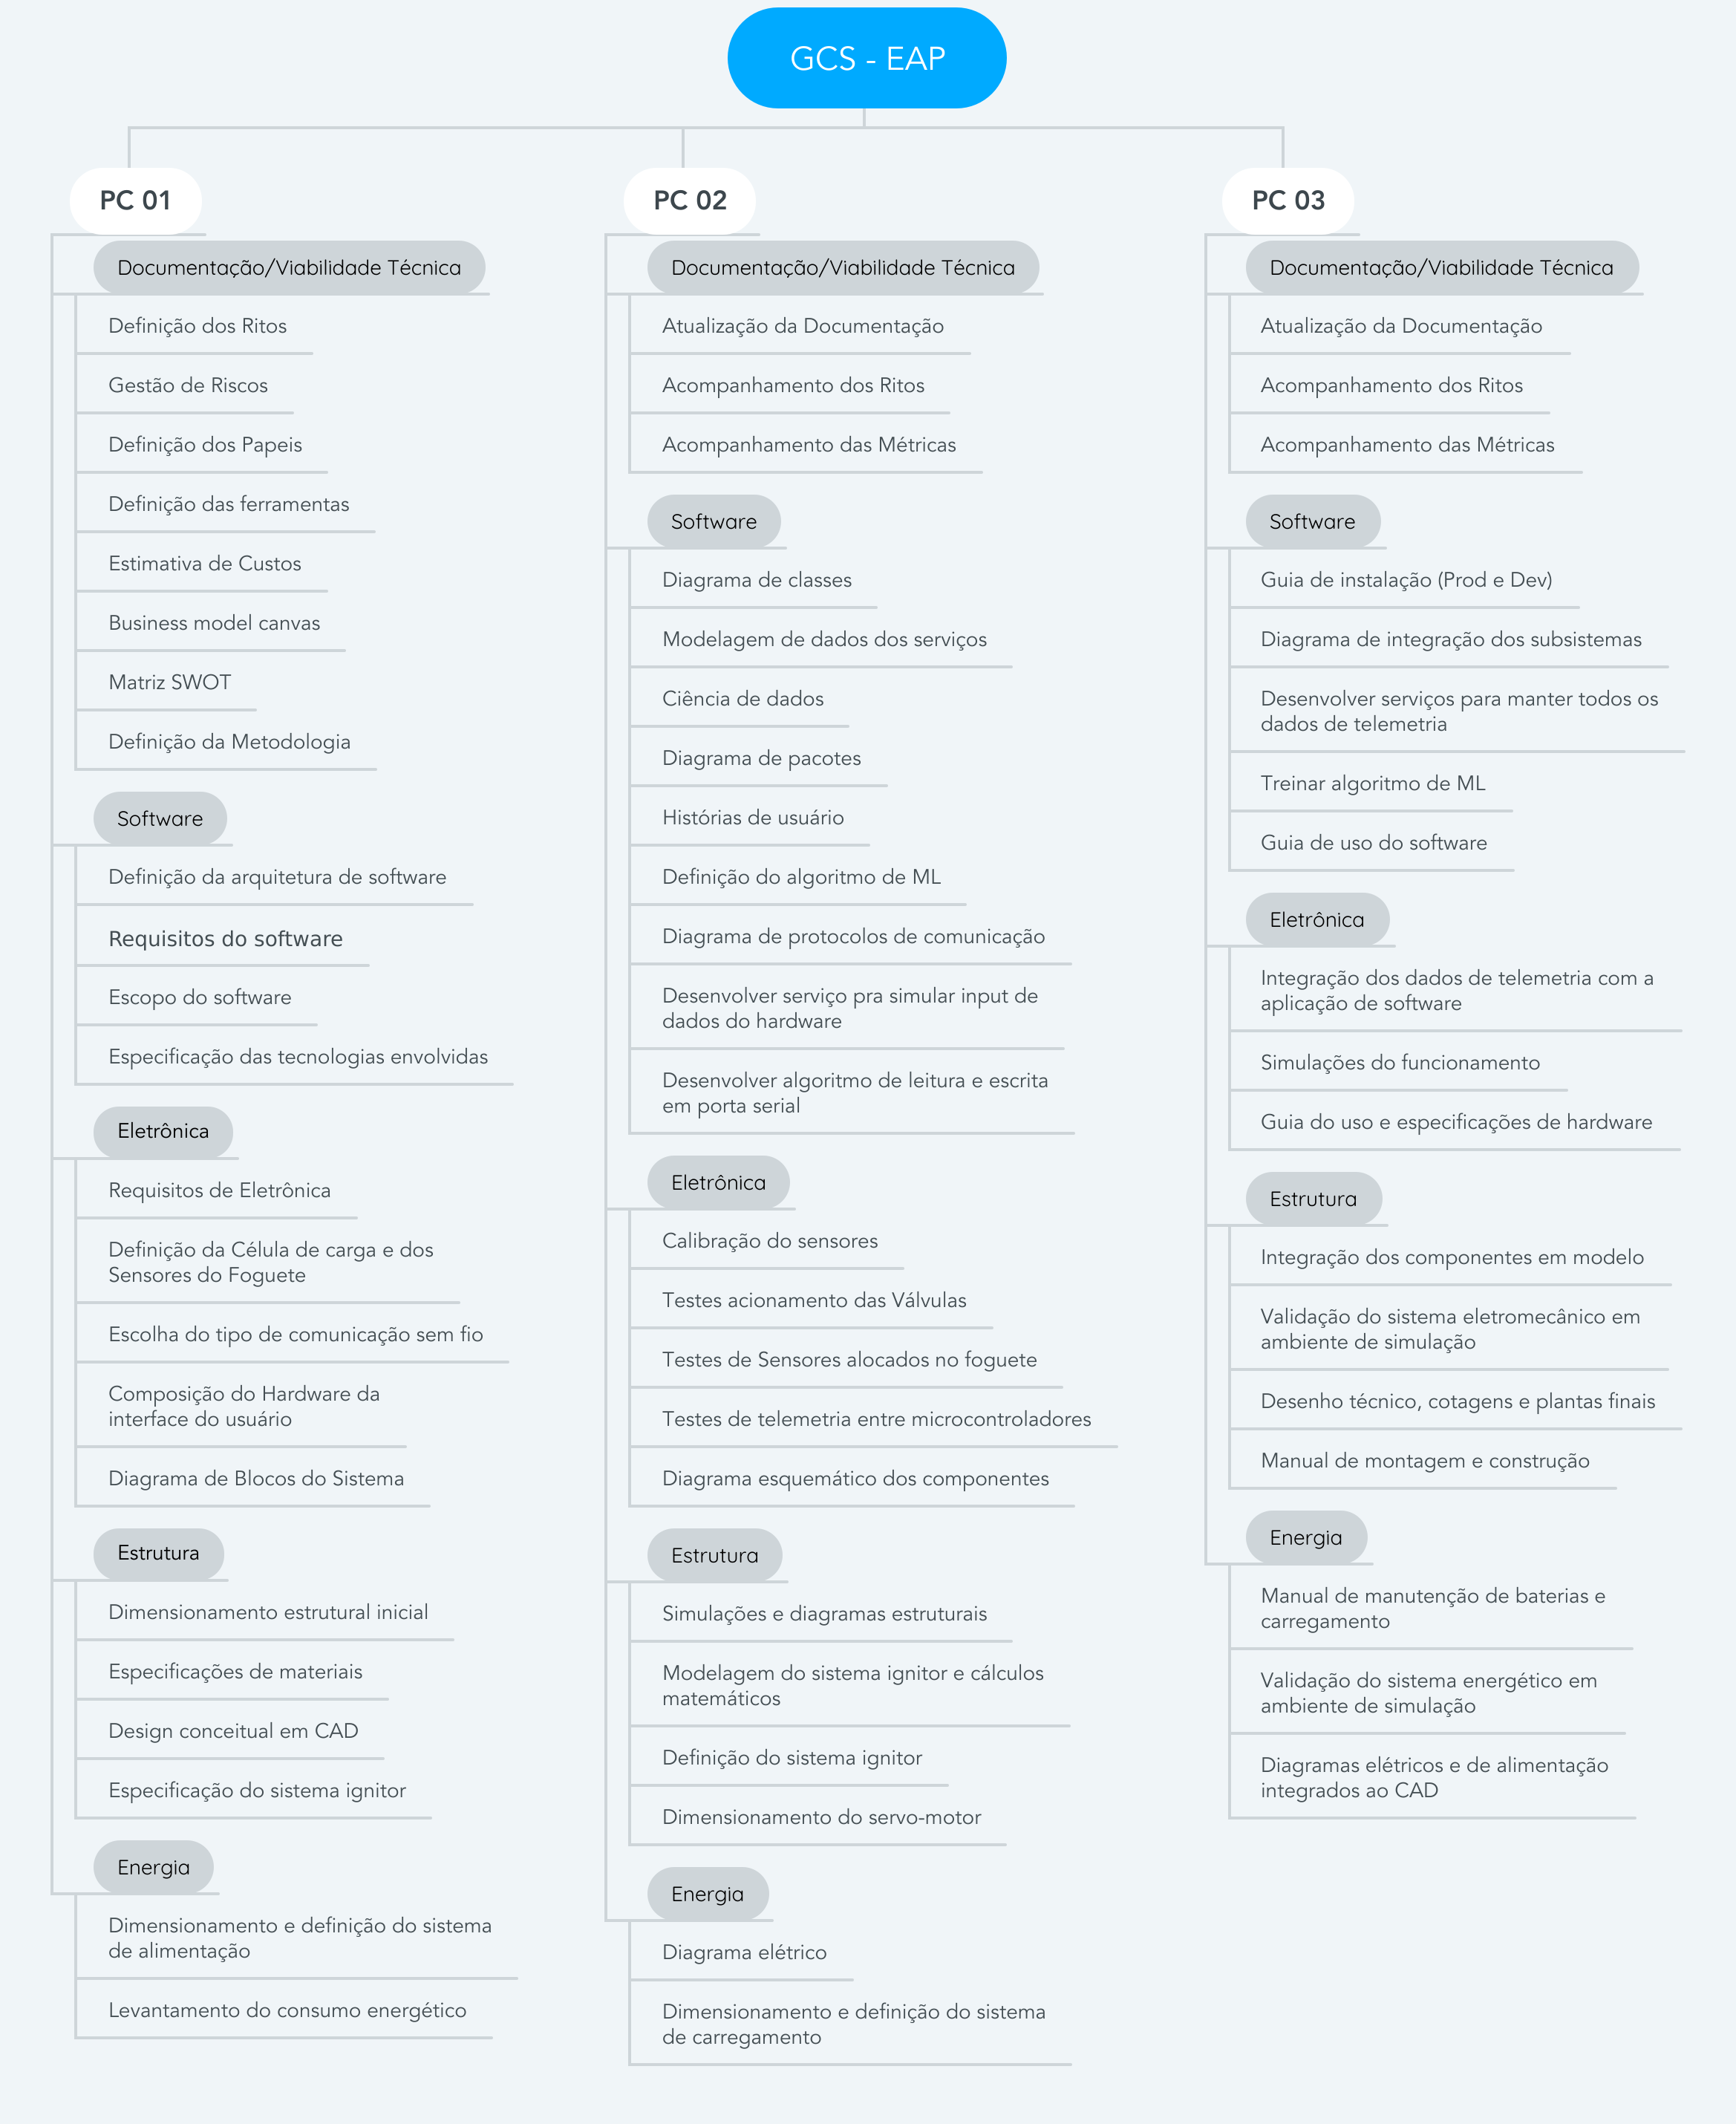 GCS - EAP
PC 01
Documentação/Viabilidade Técnica
Definição dos Ritos
Gestão de Riscos
Definição dos Papeis
Definição das ferramentas
Estimativa de Custos
Business model canvas
Matriz SWOT
Definição da Metodologia
Software
Definição da arquitetura de software
Requisitos do software
Escopo do software
Especificação das tecnologias envolvidas
Eletrônica
Requisitos de Eletrônica
Definição da Célula de carga e dos
Sensores do Foguete
Escolha do tipo de comunicação sem fio
Composição do Hardware da
interface do usuário
Diagrama de Blocos do Sistema
Estrutura
Dimensionamento estrutural inicial
Especificações de materiais
Design conceitual em CAD
Especificação do sistema ignitor
Energia
Dimensionamento e definição do sistema
de alimentação
Levantamento do consumo energético
PC 02
Documentação/Viabilidade Técnica
Atualização da Documentação
Acompanhamento dos Ritos
Acompanhamento das Métricas
Software
Diagrama de classes
Modelagem de dados dos serviços
Ciência de dados
Diagrama de pacotes
Histórias de usuário
Definição do algoritmo de ML
Diagrama de protocolos de comunicação
Desenvolver serviço pra simular input de
dados do hardware
Desenvolver algoritmo de leitura e escrita
em porta serial
Eletrônica
Calibração do sensores
Testes acionamento das Válvulas
Testes de Sensores alocados no foguete
Testes de telemetria entre microcontroladores
Diagrama esquemático dos componentes
Estrutura
Simulações e diagramas estruturais
Modelagem do sistema ignitor e cálculos
matemáticos
Definição do sistema ignitor
Dimensionamento do servo-motor
Energia
Diagrama elétrico
Dimensionamento e definição do sistema
de carregamento
PC 03
Documentação/Viabilidade Técnica
Atualização da Documentação
Acompanhamento dos Ritos
Acompanhamento das Métricas
Software
Guia de instalação (Prod e Dev)
Diagrama de integração dos subsistemas
Desenvolver serviços para manter todos os
dados de telemetria
Treinar algoritmo de ML
Guia de uso do software
Eletrônica
Integração dos dados de telemetria com a
aplicação de software
Simulações do funcionamento
Guia do uso e especificações de hardware
Estrutura
Integração dos componentes em modelo
Validação do sistema eletromecânico em
ambiente de simulação
Desenho técnico, cotagens e plantas finais
Manual de montagem e construção
Energia
Manual de manutenção de baterias e
carregamento
Validação do sistema energético em
ambiente de simulação
Diagramas elétricos e de alimentação
integrados ao CAD